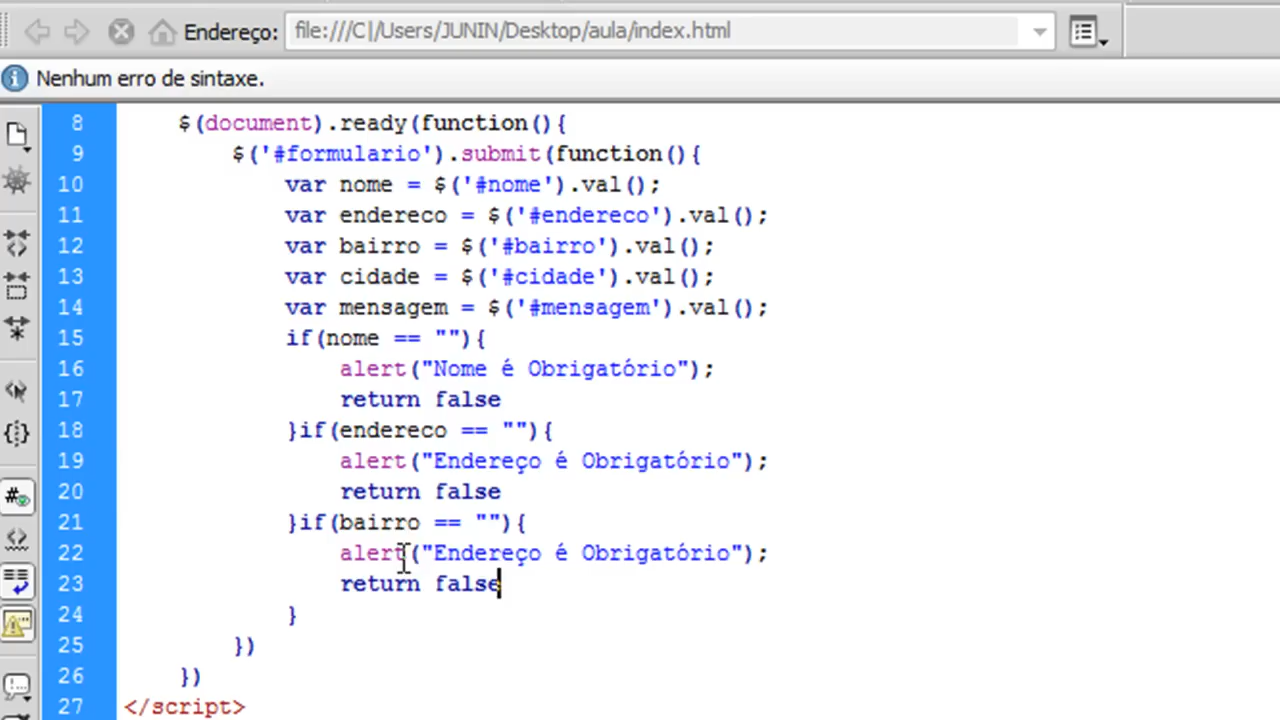 Endereço: file:///C|/Users/JUNIN/Desktop/aula/index.html
Nenhum erro de sintaxe.
8 $(document).ready(function(){
9 $('#formulario').submit(function(){
10 var nome = $('#nome').val();
11 var endereco = $('#endereco').val();
12 var bairro = $('#bairro').val();
13 var cidade = $('#cidade').val();
14 var mensagem = $('#mensagem').val();
15 if(nome == ""){
16 alert("Nome é Obrigatório");
17 return false
18 }if(endereco == ""){
19 alert("Endereço é Obrigatório");
20 return false
21 }if(bairro == ""){
22 alert("Endereço é Obrigatório");
23 return false
24 }
25 })
26 })
27 </script>